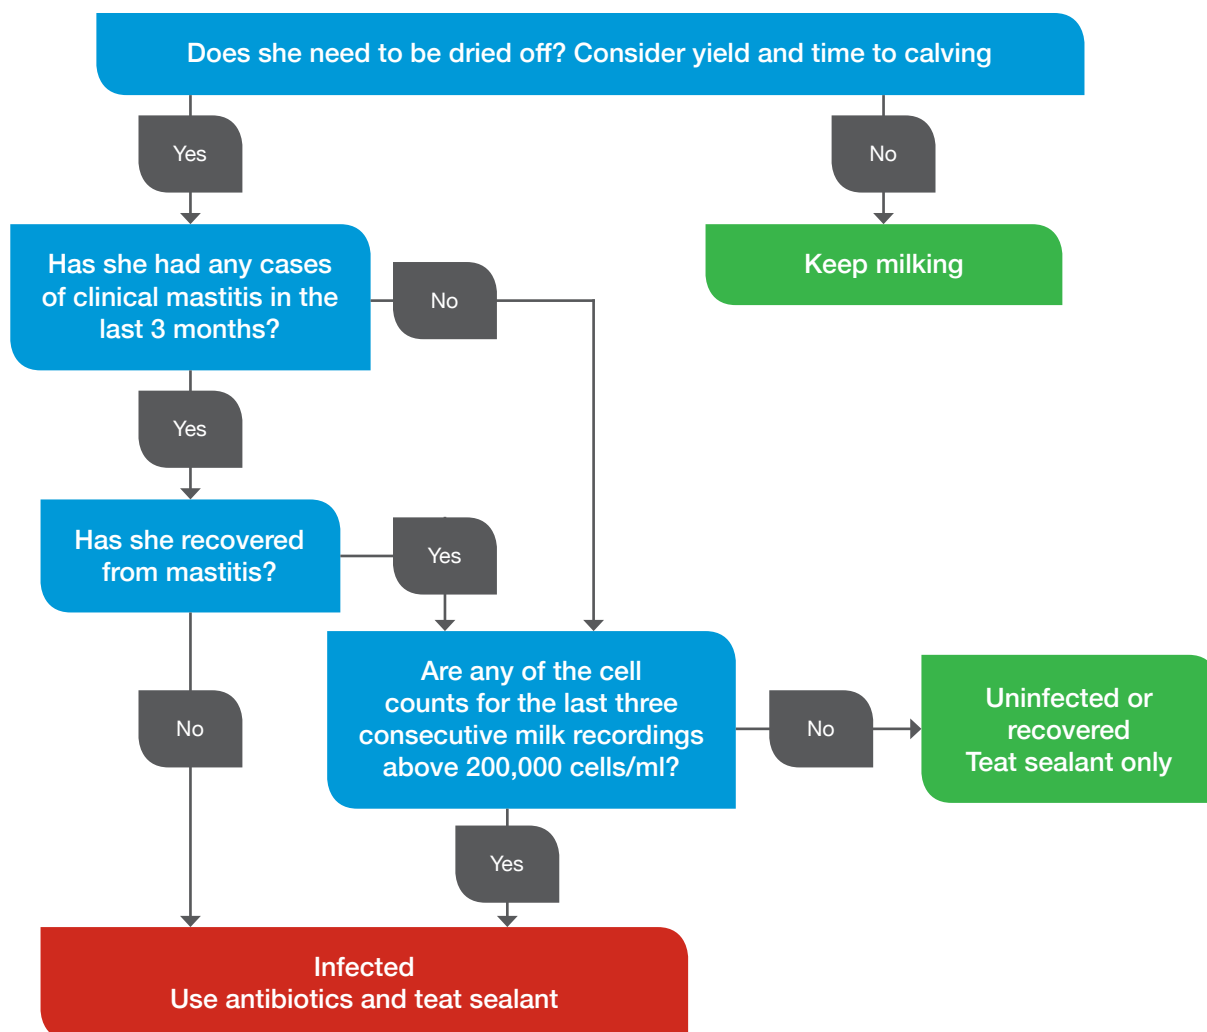 Does she need to be dried off? Consider yield and time to calving
Yes
No
Has she had any cases
of clinical mastitis in the
last 3 months?
No
Keep milking
Yes
Has she recovered
from mastitis?
Yes
No
Are any of the cell
counts for the last three
consecutive milk recordings
above 200,000 cells/ml?
No
Uninfected or
recovered
Teat sealant only
Yes
Infected
Use antibiotics and teat sealant